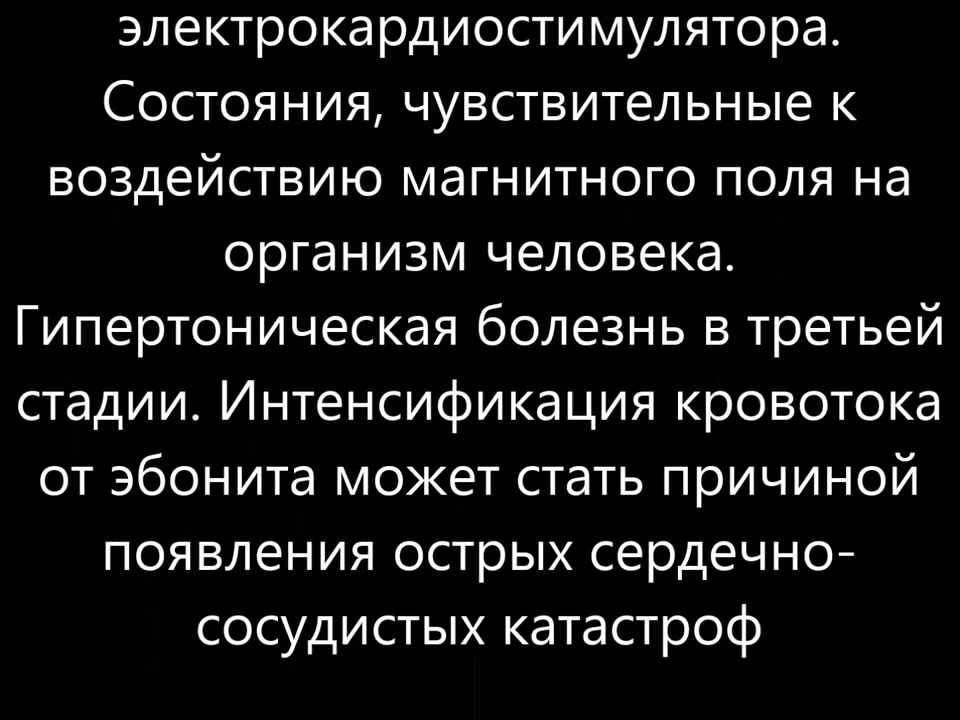 электрокардиостимулятора.
Состояния, чувствительные к
воздействию магнитного поля на
организм человека.
Гипертоническая болезнь в третьей
стадии. Интенсификация кровотока
от эбонита может стать причиной
появления острых сердечно-
сосудистых катастроф